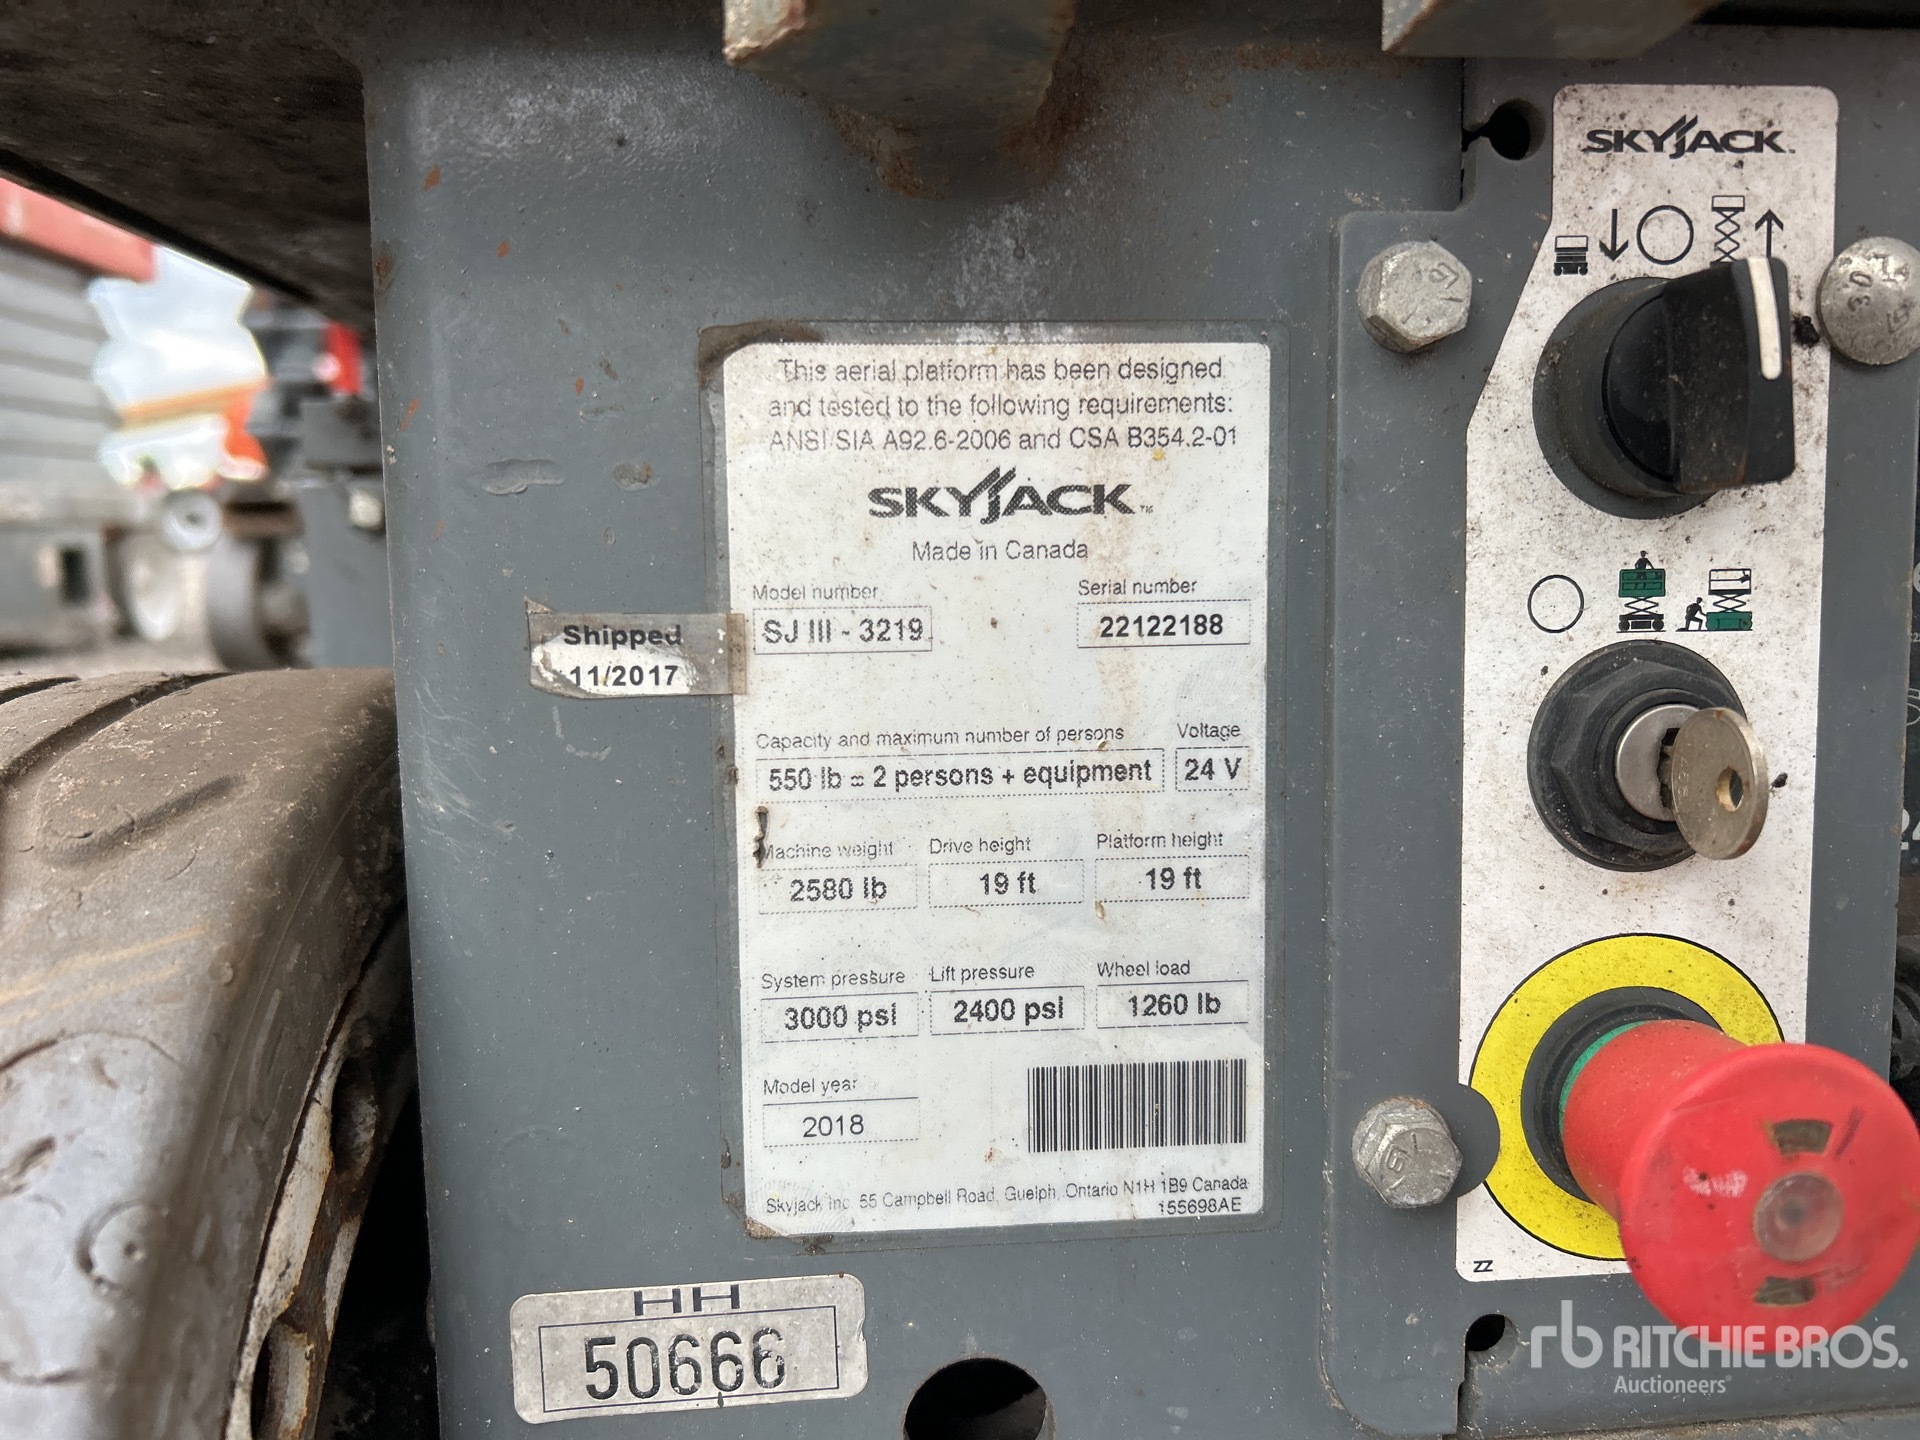 SKYJACK
This aerial platform has been designed
and tested to the following requirements:
ANSI/SIA A92.6-2006 and CSA B354.2-01
SKYJACK™
Made in Canada
Model number Serial number
SJ III - 3219 22122188
Shipped
11/2017
Capacity and maximum number of persons Voltage
550 lb = 2 persons + equipment 24 V
Machine weight Drive height Platform height
2580 lb 19 ft 19 ft
System pressure Lift pressure Wheel load
3000 psi 2400 psi 1260 lb
Model year
2018
Skyjack Inc. 55 Campbell Road, Guelph, Ontario N1H 1B9 Canada
155698AE
ZZ
HH
50666
rb RITCHIE BROS.
Auctioneers